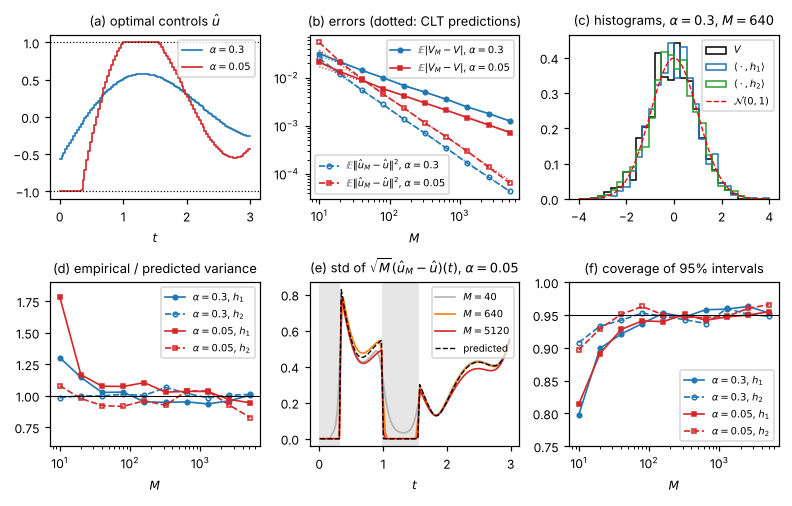 (a) optimal controls û
1.0
0.5
0.0
−0.5
−1.0
0
1
2
3
t
α = 0.3
α = 0.05
(b) errors (dotted: CLT predictions)
10⁻²
10⁻³
10⁻⁴
10¹
10²
10³
M
𝔼|V_M − V|, α = 0.3
𝔼|V_M − V|, α = 0.05
𝔼‖û_M − û‖², α = 0.3
𝔼‖û_M − û‖², α = 0.05
(c) histograms, α = 0.3, M = 640
0.4
0.3
0.2
0.1
0.0
−4
−2
0
2
4
V
⟨ · , h₁⟩
⟨ · , h₂⟩
𝒩(0, 1)
(d) empirical / predicted variance
1.75
1.50
1.25
1.00
0.75
10¹
10²
10³
M
α = 0.3, h₁
α = 0.3, h₂
α = 0.05, h₁
α = 0.05, h₂
(e) std of √M(û_M − û)(t), α = 0.05
0.8
0.6
0.4
0.2
0.0
0
1
2
3
t
M = 40
M = 640
M = 5120
predicted
(f) coverage of 95% intervals
1.00
0.95
0.90
0.85
0.80
0.75
10¹
10²
10³
M
α = 0.3, h₁
α = 0.3, h₂
α = 0.05, h₁
α = 0.05, h₂